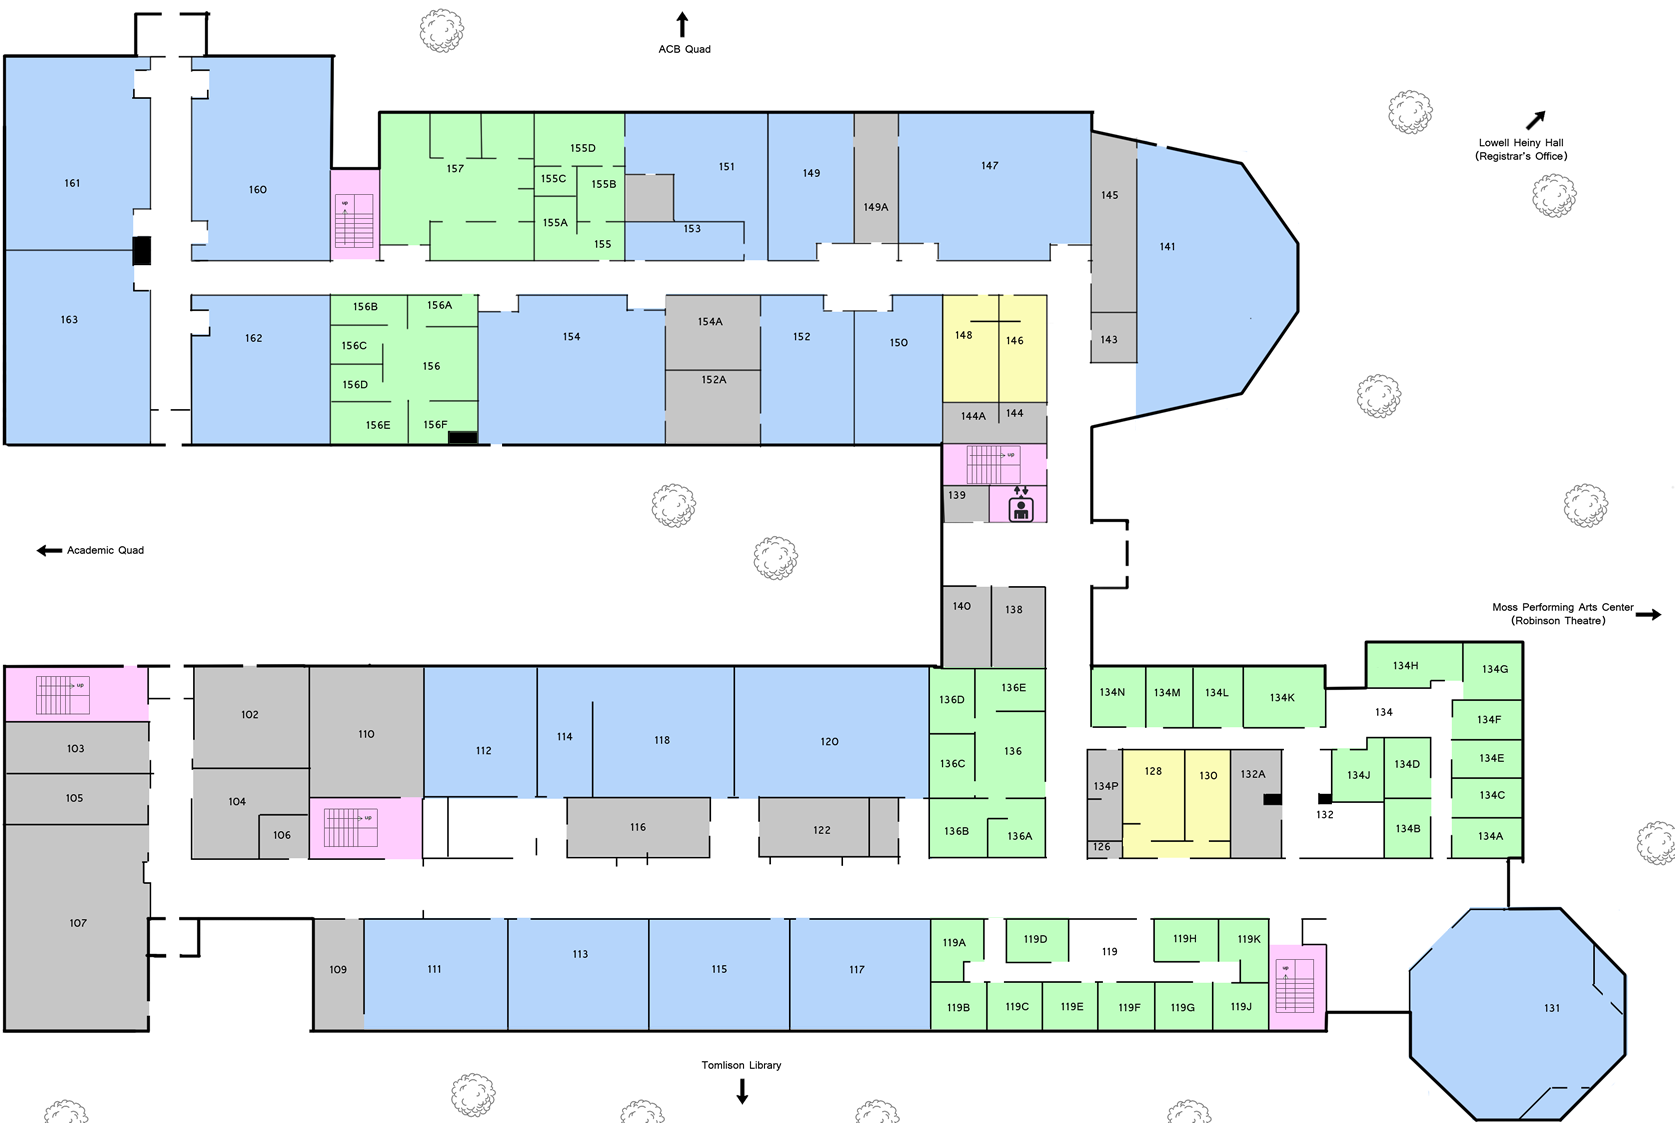 ACB Quad
Lowell Heiny Hall
(Registrar's Office)
161
160
up
157
155D
155C
155B
155A
155
151
153
149
149A
147
145
141
143
163
162
156B
156A
156C
156
156D
156E
156F
154
154A
152A
152
150
148
146
144A
144
up
139
Academic Quad
Moss Performing Arts Center
(Robinson Theatre)
140
138
up
103
105
107
102
104
106
110
up
112
114
118
120
116
122
136D
136E
136
136C
136B
136A
134N
134M
134L
134K
134H
134G
134
134F
134E
134C
134A
134J
134D
134B
134P
126
128
130
132A
132
109
111
113
115
117
119A
119D
119
119H
119K
119B
119C
119E
119F
119G
119J
up
131
Tomlison Library